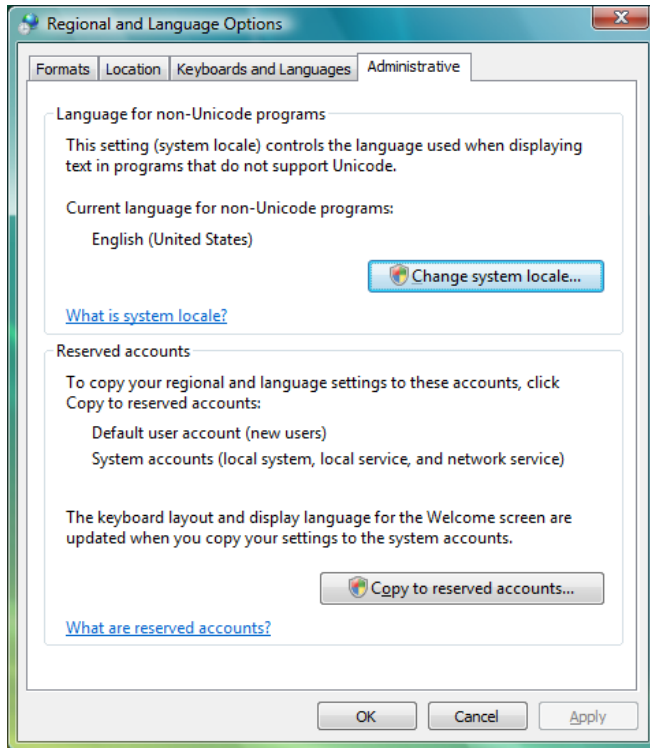 Regional and Language Options
Formats Location Keyboards and Languages Administrative
Language for non-Unicode programs
This setting (system locale) controls the language used when displaying
text in programs that do not support Unicode.
Current language for non-Unicode programs:
English (United States)
Change system locale...
What is system locale?
Reserved accounts
To copy your regional and language settings to these accounts, click
Copy to reserved accounts:
Default user account (new users)
System accounts (local system, local service, and network service)
The keyboard layout and display language for the Welcome screen are
updated when you copy your settings to the system accounts.
Copy to reserved accounts...
What are reserved accounts?
OK Cancel Apply